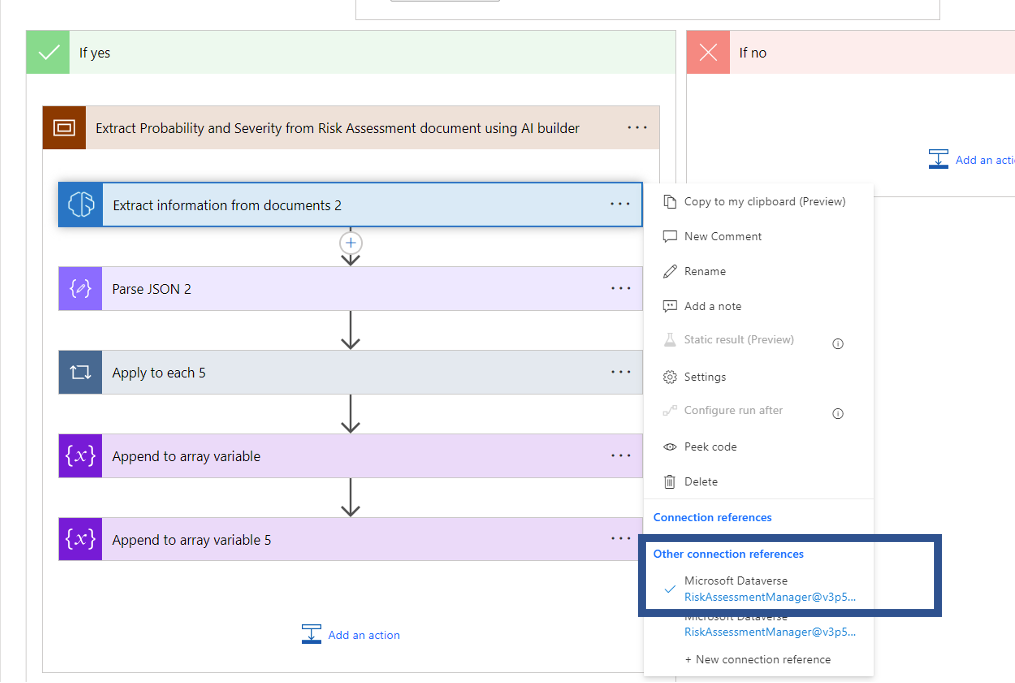 If yes
If no
Extract Probability and Severity from Risk Assessment document using AI builder
Add an acti
Extract information from documents 2
Copy to my clipboard (Preview)
New Comment
Rename
Parse JSON 2
Add a note
Static result (Preview)
Apply to each 5
Settings
Configure run after
Peek code
Append to array variable
Delete
Connection references
Append to array variable 5
Other connection references
Microsoft Dataverse
RiskAssessmentManager@v3p5...
Microsoft Dataverse
RiskAssessmentManager@v3p5...
Add an action
+ New connection reference